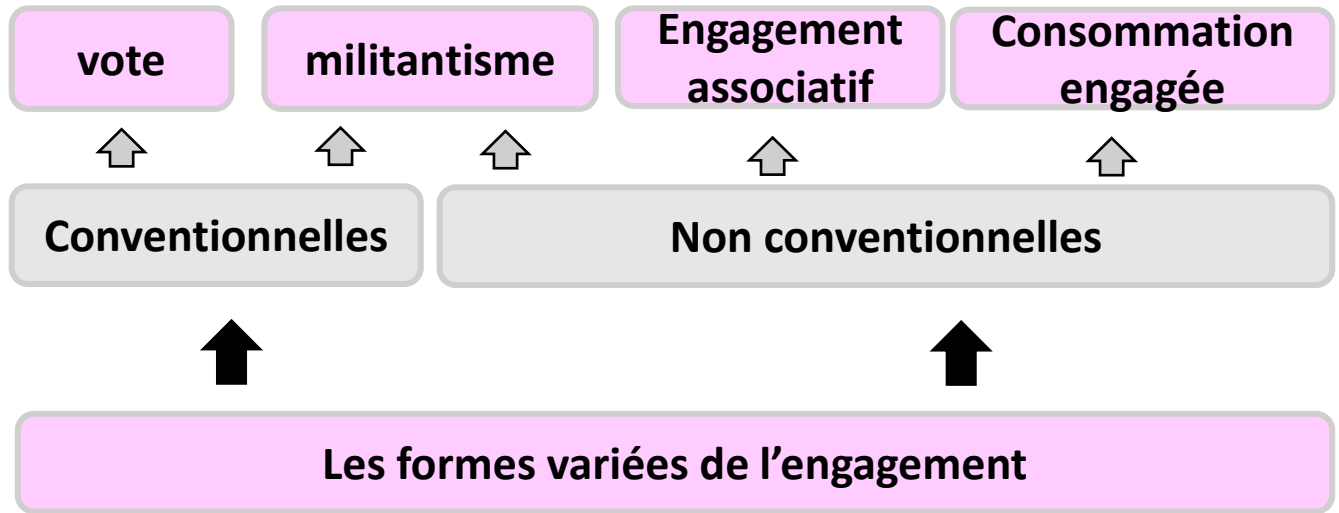 vote
militantisme
Engagement
associatif
Consommation
engagée
Conventionnelles
Non conventionnelles
Les formes variées de l’engagement